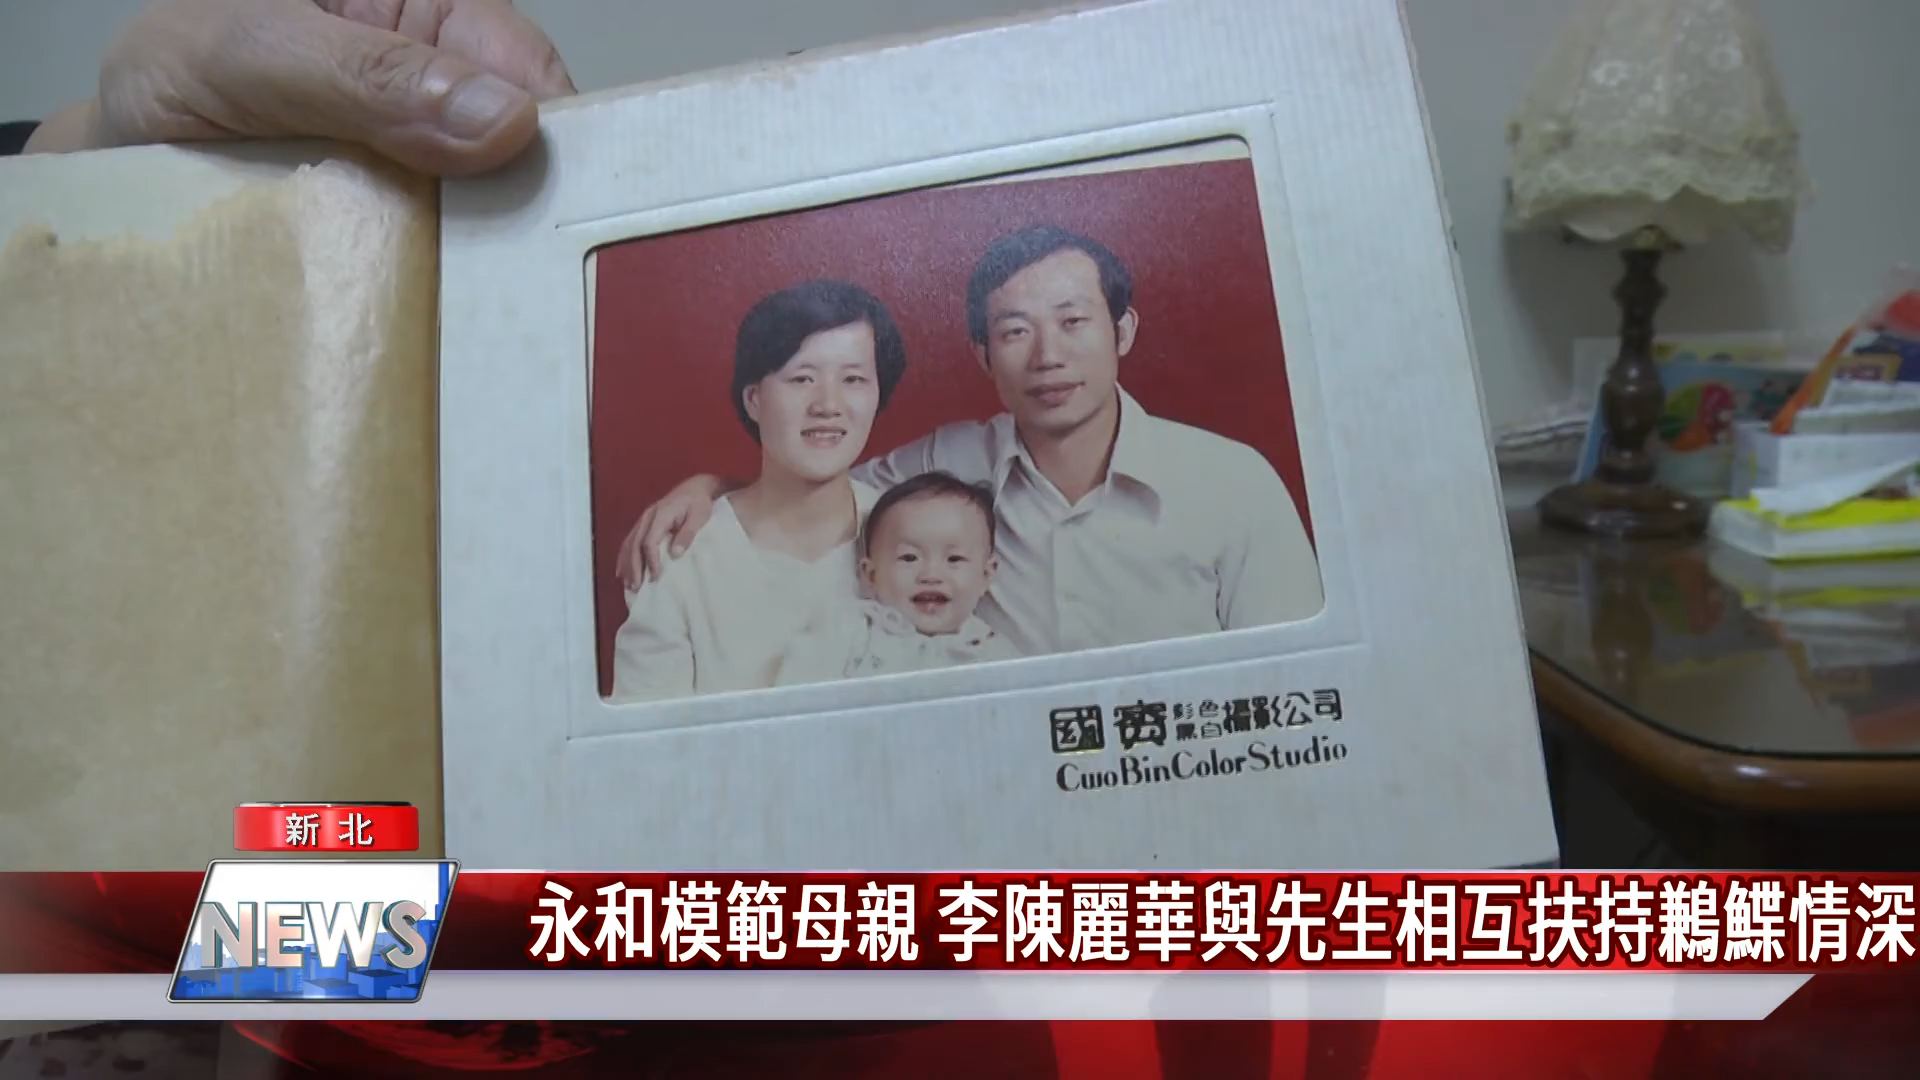 國寶彩色黑白攝影公司
CuoBinColorStudio
新北
NEWS
永和模範母親 李陳麗華與先生相互扶持鶼鰈情深